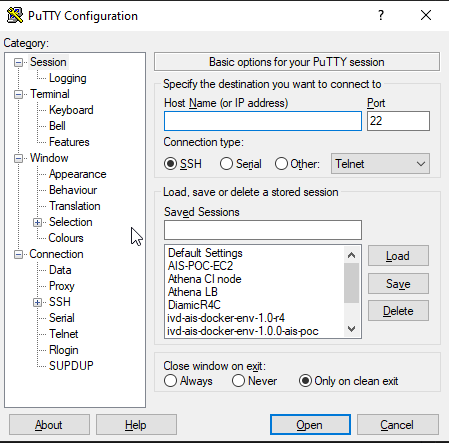 PuTTY Configuration
Category:
Session
Logging
Terminal
Keyboard
Bell
Features
Window
Appearance
Behaviour
Translation
Selection
Colours
Connection
Data
Proxy
SSH
Serial
Telnet
Rlogin
SUPDUP
Basic options for your PuTTY session
Specify the destination you want to connect to
Host Name (or IP address) Port
22
Connection type:
SSH Serial Other: Telnet
Load, save or delete a stored session
Saved Sessions
Default Settings
AIS-POC-EC2
Athena CI node
Athena LB
DiamicR4C
ivd-ais-docker-env-1.0-r4
ivd-ais-docker-env-1.0.0-ais-poc
Load
Save
Delete
Close window on exit:
Always Never Only on clean exit
About Help Open Cancel